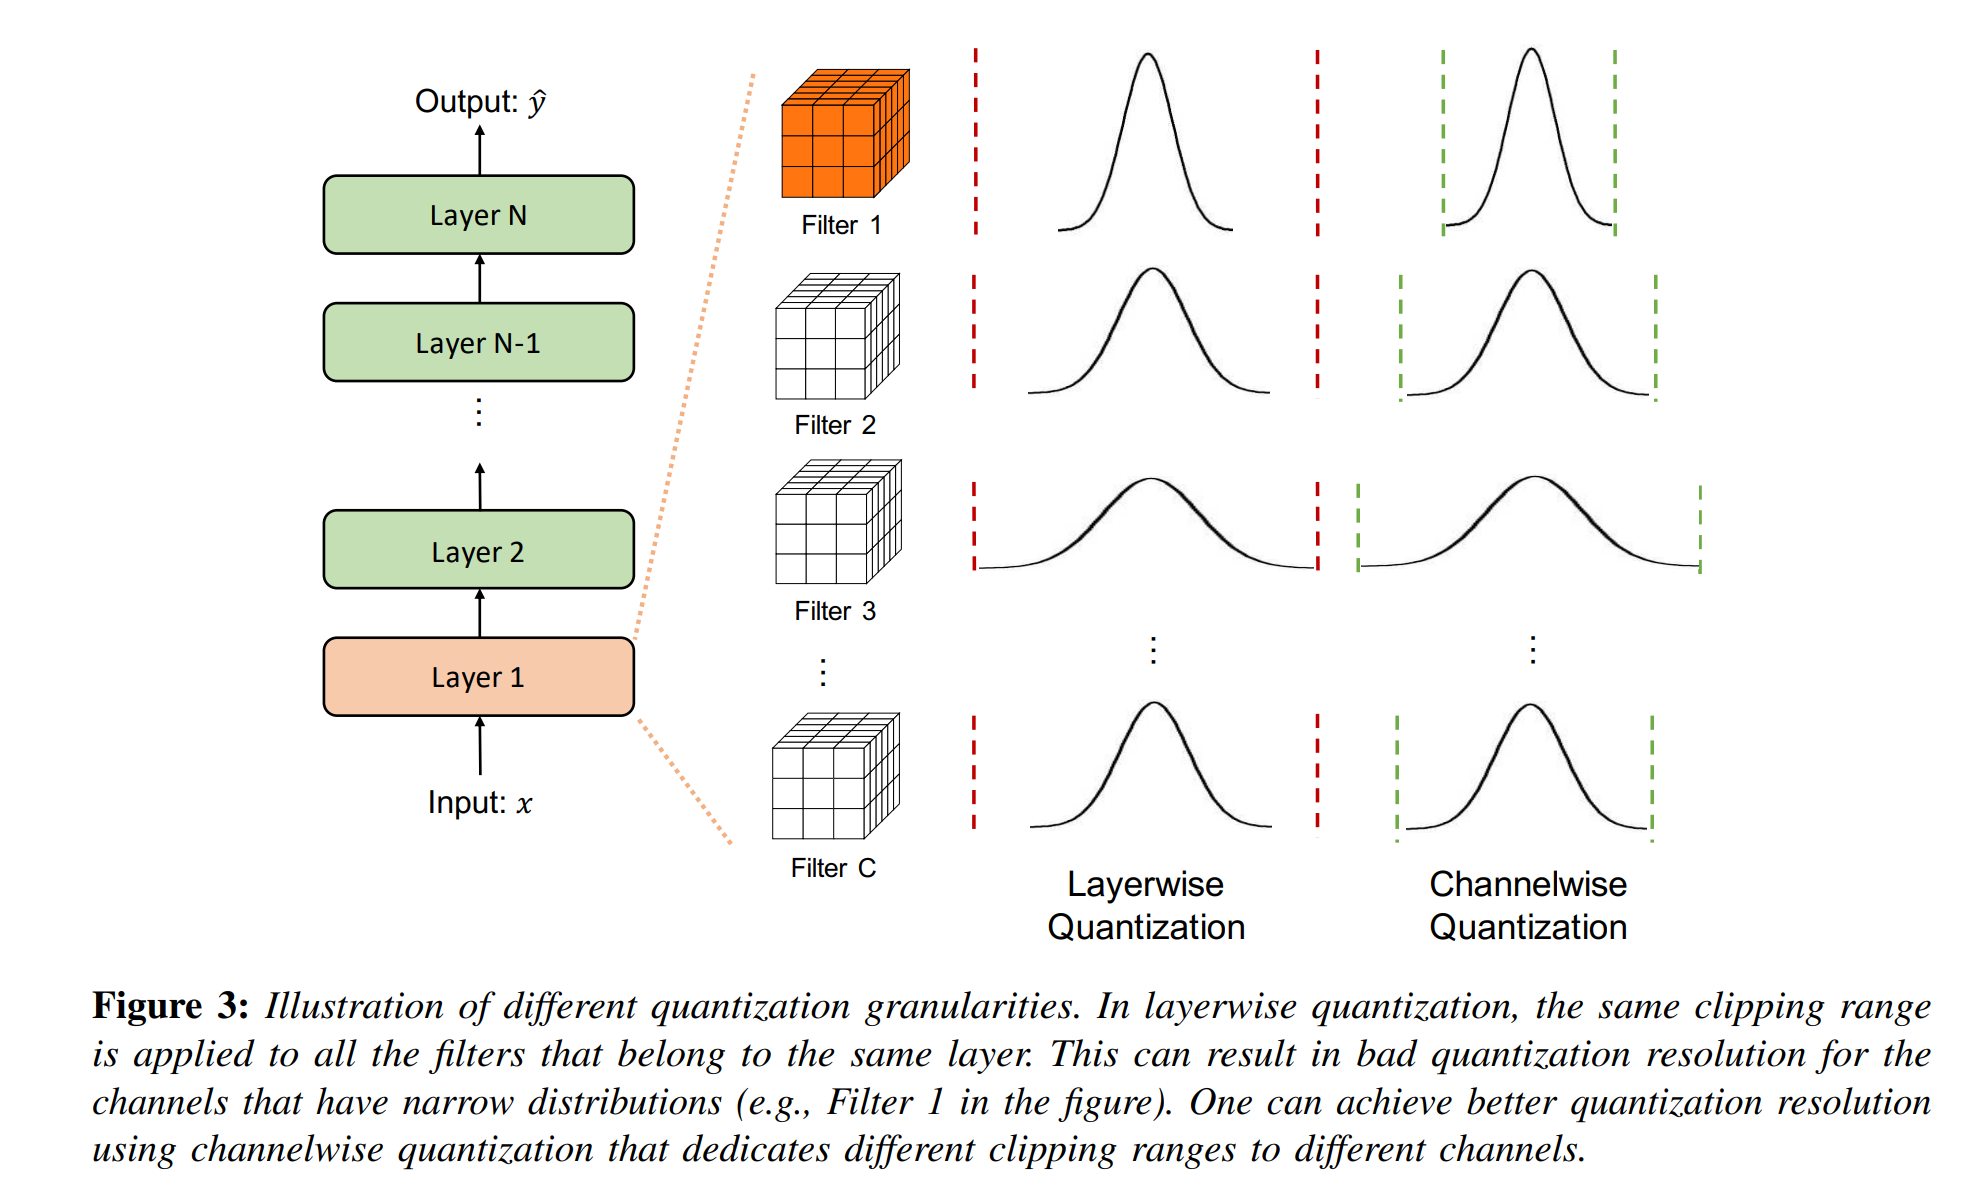 Output: ŷ
Layer N
Layer N-1
⋮
Layer 2
Layer 1
Input: x
Filter 1
Filter 2
Filter 3
⋮
Filter C
⋮
Layerwise
Quantization
⋮
Channelwise
Quantization
Figure 3: Illustration of different quantization granularities. In layerwise quantization, the same clipping range
is applied to all the filters that belong to the same layer. This can result in bad quantization resolution for the
channels that have narrow distributions (e.g., Filter 1 in the figure). One can achieve better quantization resolution
using channelwise quantization that dedicates different clipping ranges to different channels.